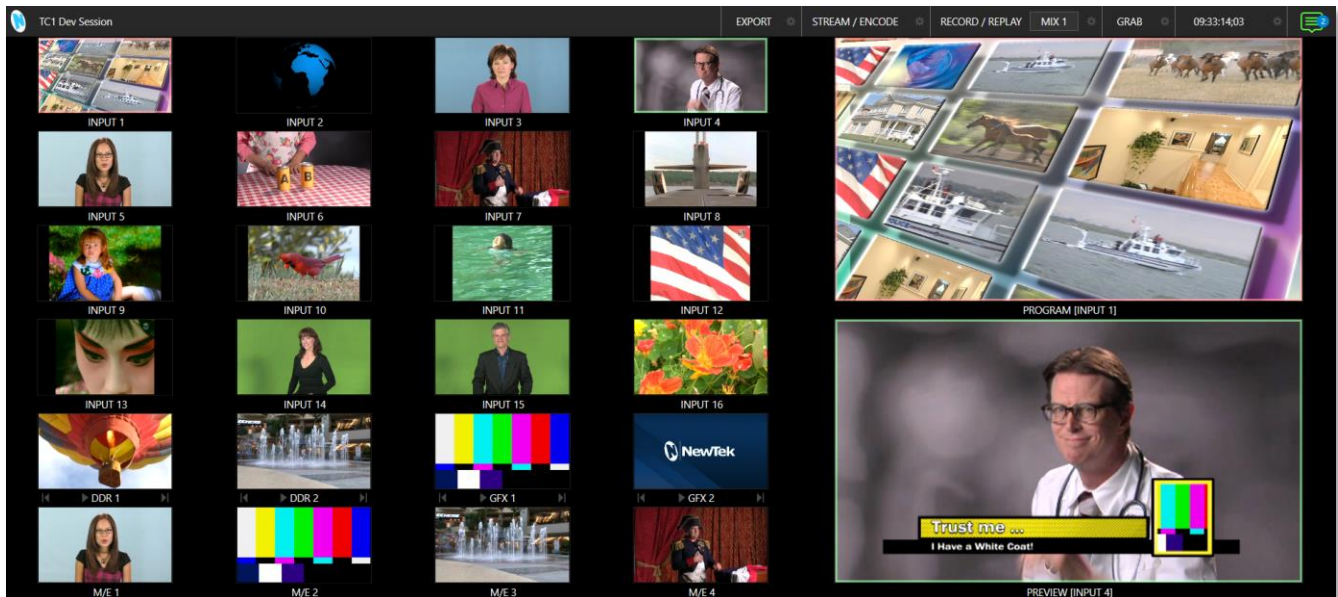 TC1 Dev Session EXPORT STREAM / ENCODE RECORD / REPLAY MIX 1 GRAB 09:33:14;03 2
INPUT 1 INPUT 2 INPUT 3 INPUT 4
INPUT 5 INPUT 6 INPUT 7 INPUT 8
A B
INPUT 9 INPUT 10 INPUT 11 INPUT 12
PROGRAM [INPUT 1]
INPUT 13 INPUT 14 INPUT 15 INPUT 16
NewTek
DDR 1 DDR 2 GFX 1 GFX 2
Trust me ...
I Have a White Coat!
M/E 1 M/E 2 M/E 3 M/E 4
PREVIEW [INPUT 4]